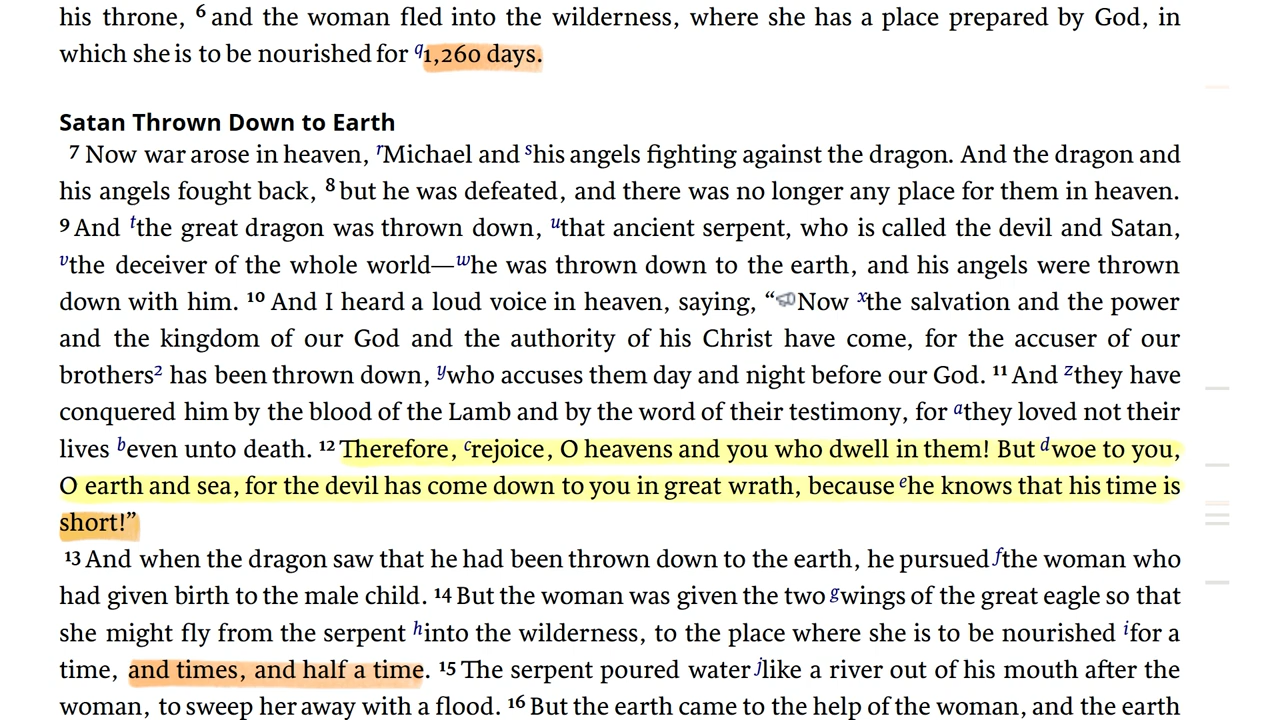 his throne, 6 and the woman fled into the wilderness, where she has a place prepared by God, in
which she is to be nourished for q1,260 days.
Satan Thrown Down to Earth
7 Now war arose in heaven, rMichael and shis angels fighting against the dragon. And the dragon and
his angels fought back, 8 but he was defeated, and there was no longer any place for them in heaven.
9 And tthe great dragon was thrown down, uthat ancient serpent, who is called the devil and Satan,
vthe deceiver of the whole world—whe was thrown down to the earth, and his angels were thrown
down with him. 10 And I heard a loud voice in heaven, saying, “Now xthe salvation and the power
and the kingdom of our God and the authority of his Christ have come, for the accuser of our
brothers2 has been thrown down, ywho accuses them day and night before our God. 11 And zthey have
conquered him by the blood of the Lamb and by the word of their testimony, for athey loved not their
lives beven unto death. 12 Therefore, crejoice, O heavens and you who dwell in them! But dwoe to you,
O earth and sea, for the devil has come down to you in great wrath, because ehe knows that his time is
short!”
13 And when the dragon saw that he had been thrown down to the earth, he pursued fthe woman who
had given birth to the male child. 14 But the woman was given the two gwings of the great eagle so that
she might fly from the serpent hinto the wilderness, to the place where she is to be nourished ifor a
time, and times, and half a time. 15 The serpent poured water jlike a river out of his mouth after the
woman, to sweep her away with a flood. 16 But the earth came to the help of the woman, and the earth